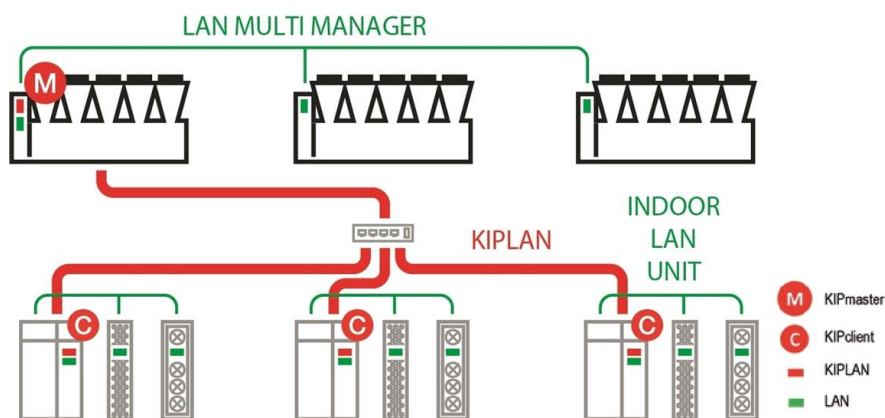 LAN MULTI MANAGER
M
KIPLAN
INDOOR
LAN
UNIT
C
C
C
M KIPmaster
C KIPclient
KIPLAN
LAN